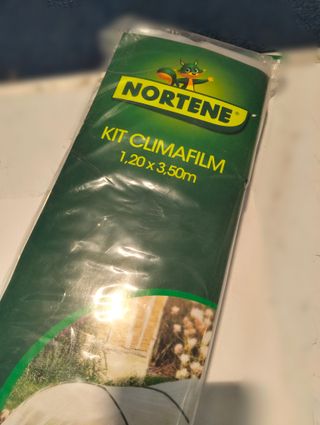 NORTENE®
KIT CLIMAFILM
1,20 x 3,50m